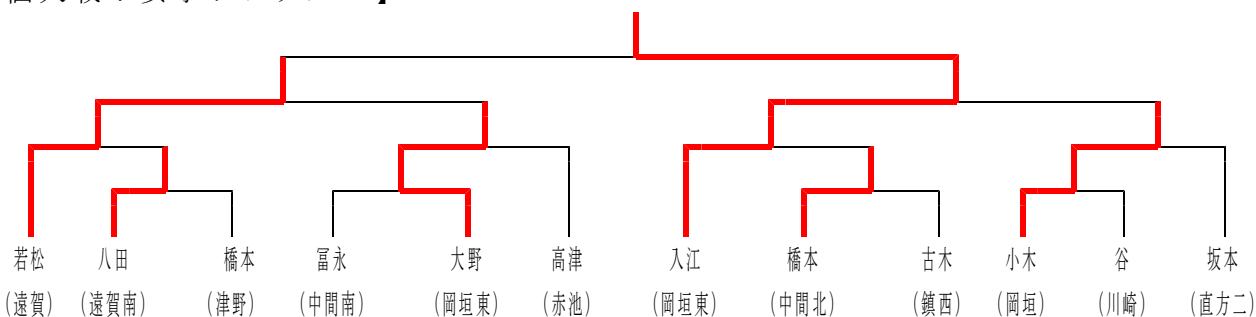 若松 八田 橋本 冨永 大野 高津 入江 橋本 古木 小木 谷 坂本
(遠賀) (遠賀南) (津野) (中間南) (岡垣東) (赤池) (岡垣東) (中間北) (鎮西) (岡垣) (川崎) (直方二)